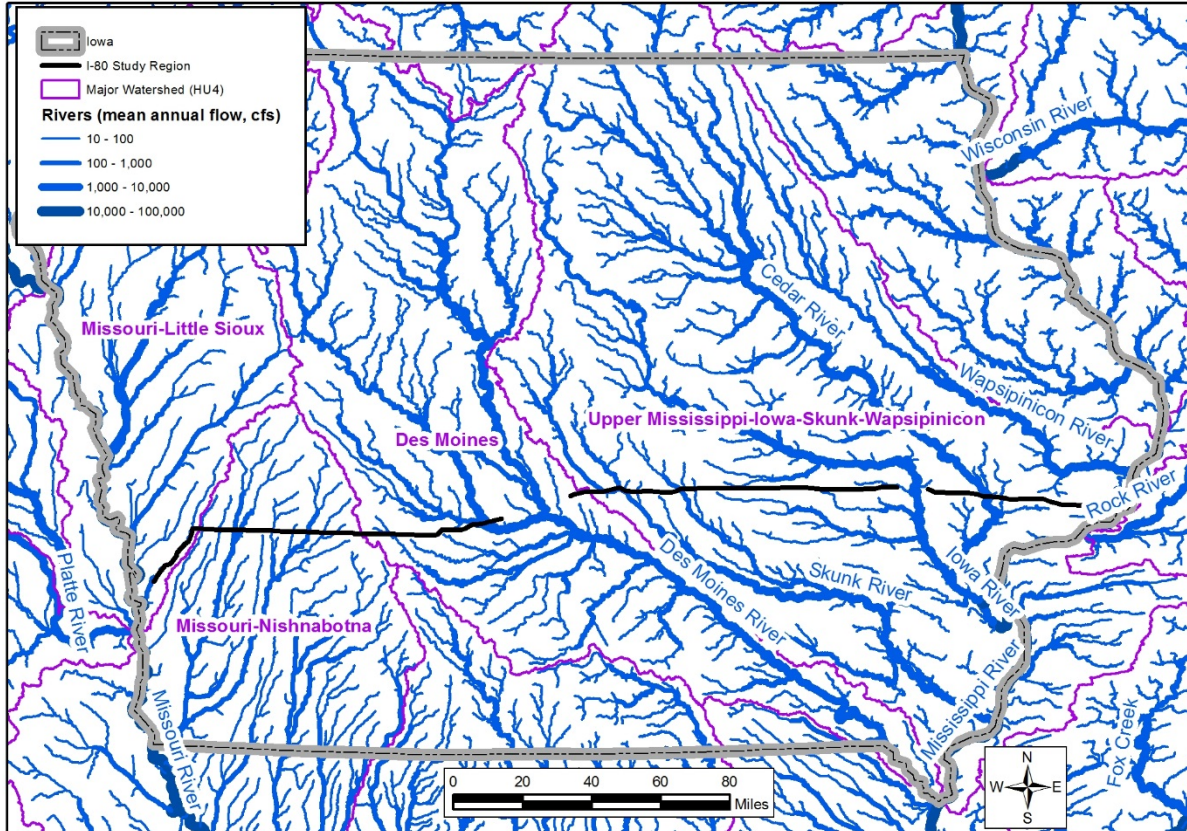 Iowa
I-80 Study Region
Major Watershed (HU4)
Rivers (mean annual flow, cfs)
10 - 100
100 - 1,000
1,000 - 10,000
10,000 - 100,000
Wisconsin River
Cedar River
Missouri-Little Sioux
Wapsipinicon River
Upper Mississippi-Iowa-Skunk-Wapsipinicon
Des Moines
Rock River
Des Moines River
Skunk River
Iowa River
Platte River
Missouri-Nishnabotna
Missouri River
Mississippi River
Fox Creek
N
W E
S
0 20 40 60 80
Miles